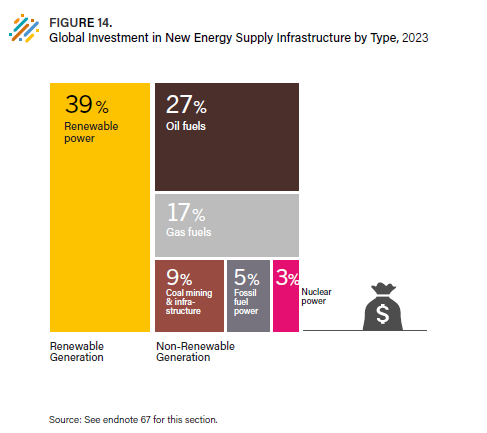 FIGURE 14.
Global Investment in New Energy Supply Infrastructure by Type, 2023
39%
Renewable
power
27%
Oil fuels
17%
Gas fuels
9%
Coal mining
& infra-
structure
5%
Fossil
fuel
power
3%
Nuclear
power
$
Renewable
Generation
Non-Renewable
Generation
Source: See endnote 67 for this section.